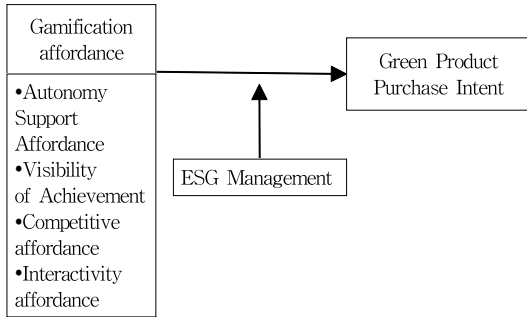 Gamification
affordance
•Autonomy
Support
Affordance
•Visibility
of Achievement
•Competitive
affordance
•Interactivity
affordance
ESG Management
Green Product
Purchase Intent